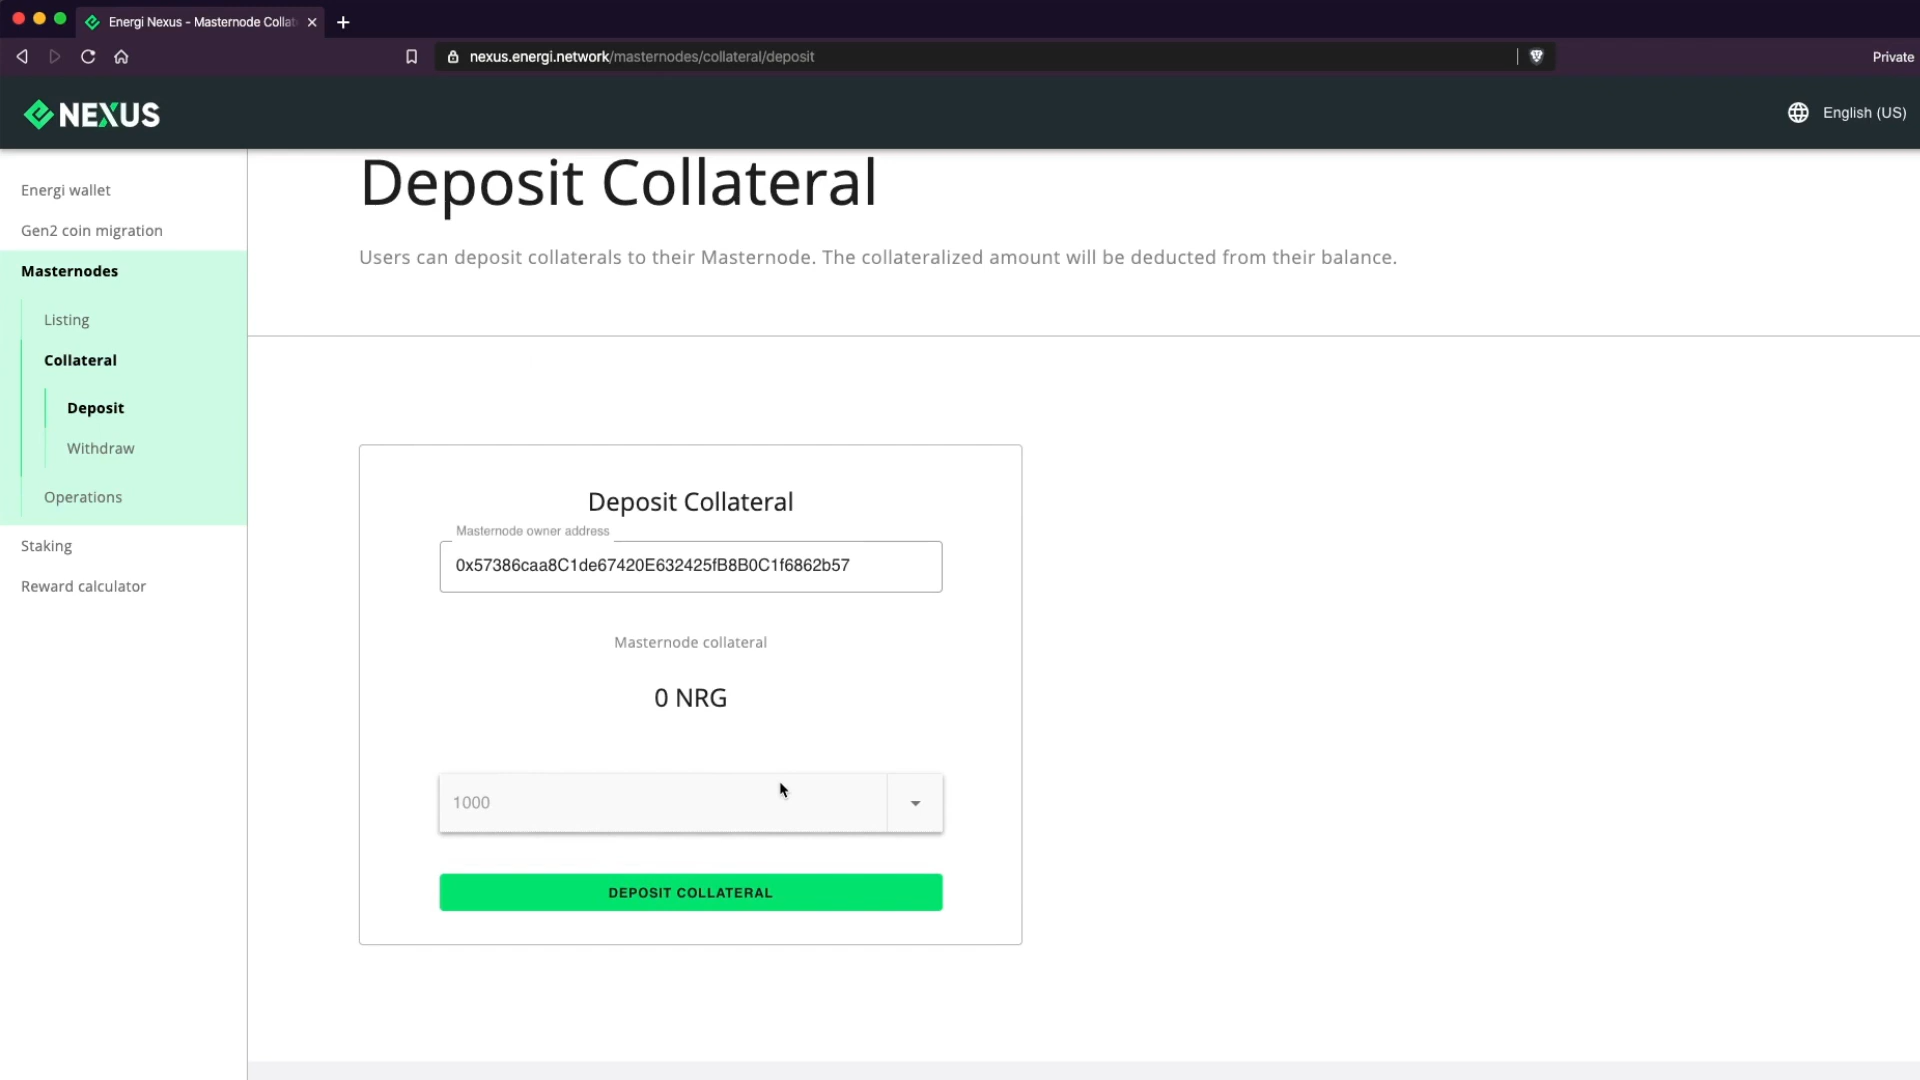 Energi Nexus - Masternode Collat
nexus.energi.network/masternodes/collateral/deposit
Private
NEXUS
English (US)
Energi wallet
Gen2 coin migration
Masternodes
Listing
Collateral
Deposit
Withdraw
Operations
Staking
Reward calculator
Deposit Collateral
Users can deposit collaterals to their Masternode. The collateralized amount will be deducted from their balance.
Deposit Collateral
Masternode owner address
0x57386caa8C1de67420E632425fB8B0C1f6862b57
Masternode collateral
0 NRG
1000
DEPOSIT COLLATERAL